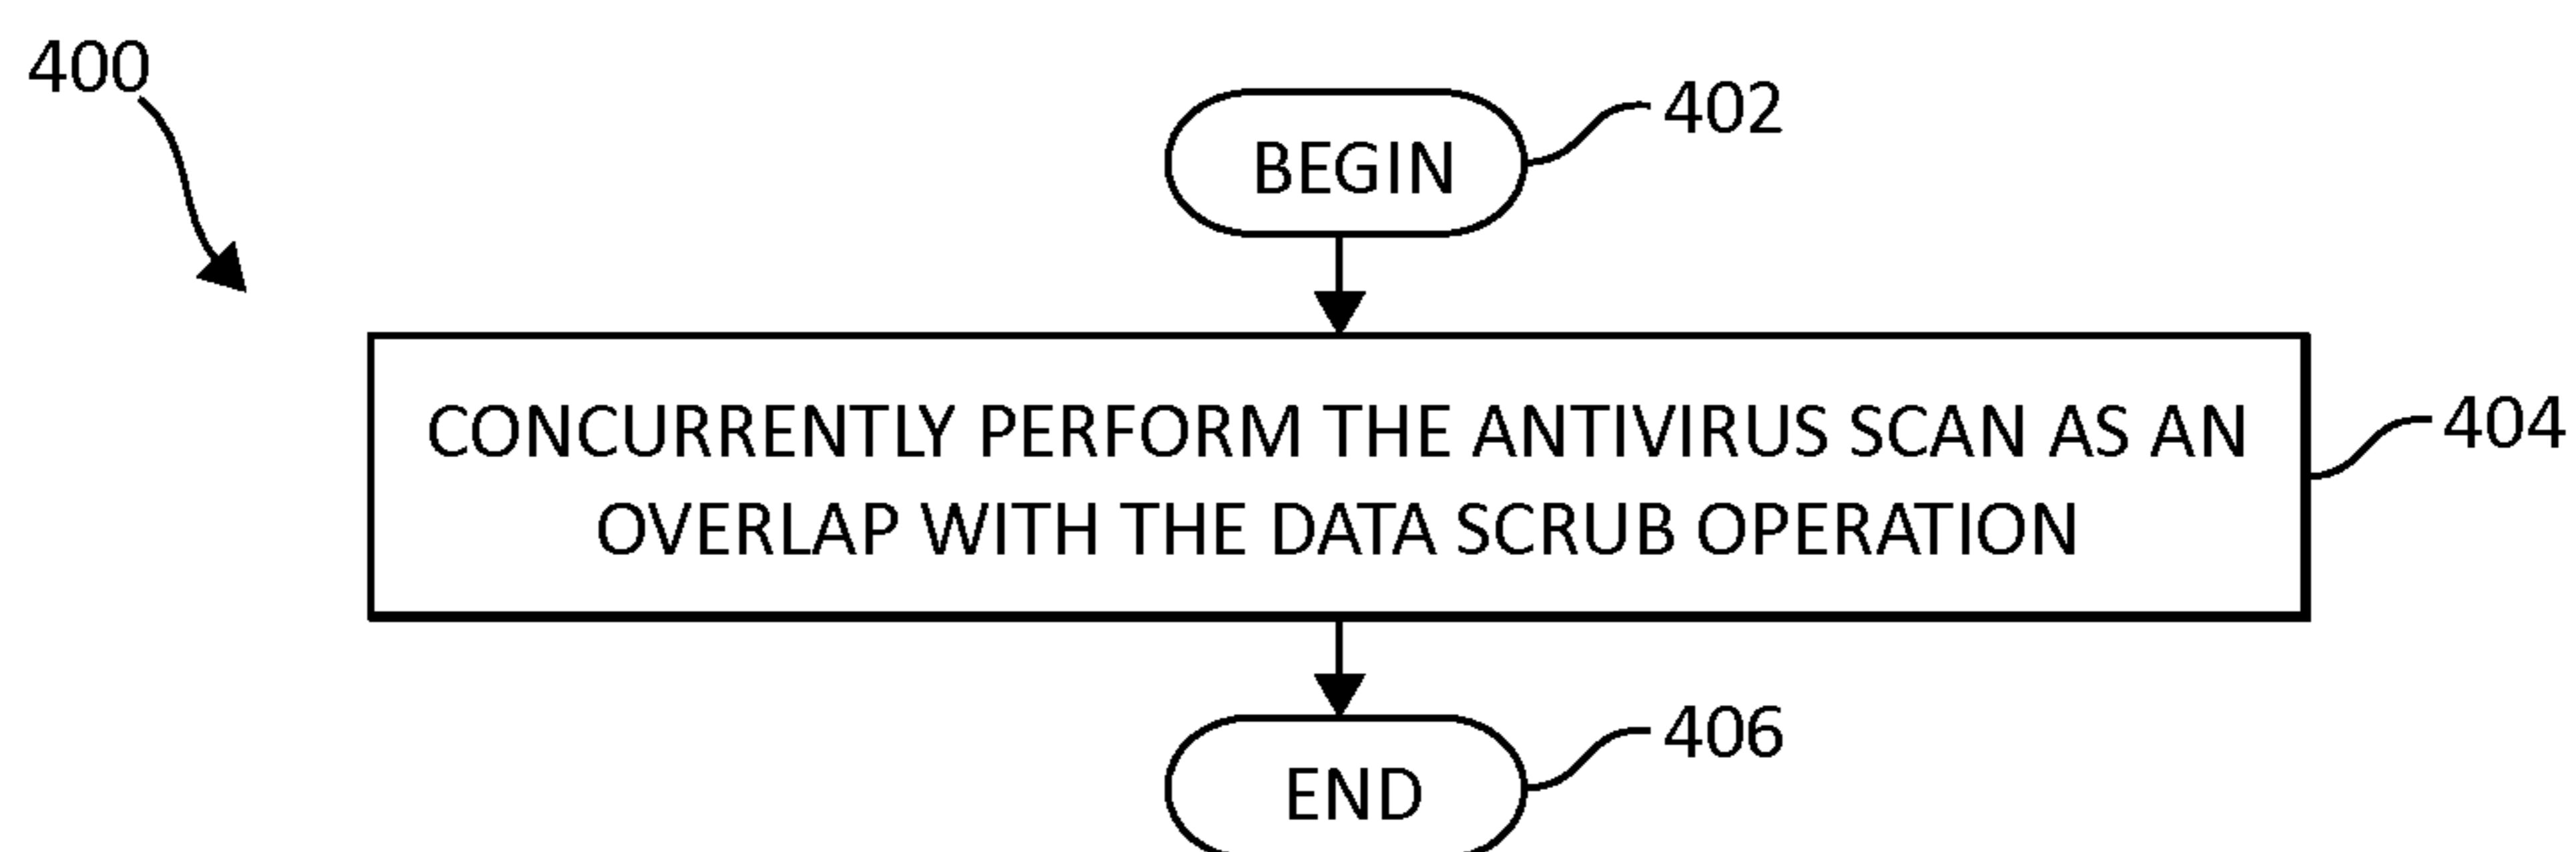 400
BEGIN
402
CONCURRENTLY PERFORM THE ANTIVIRUS SCAN AS AN
OVERLAP WITH THE DATA SCRUB OPERATION
404
END
406